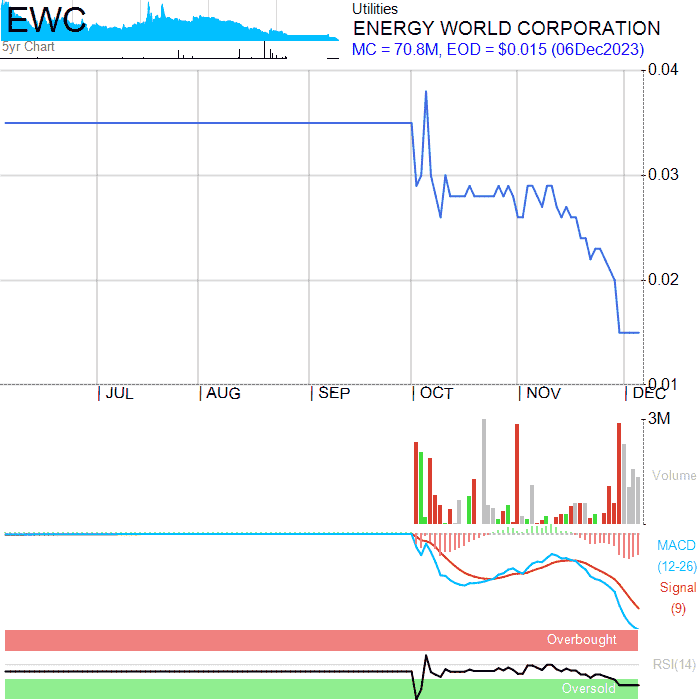 EWC
5yr Chart
Utilities
ENERGY WORLD CORPORATION
MC = 70.8M, EOD = $0.015 (06Dec2023)
0.04
0.03
0.02
0.01
JUL AUG SEP OCT NOV DEC
3M
Volume
MACD
(12-26)
Signal
(9)
Overbought
RSI(14)
Oversold